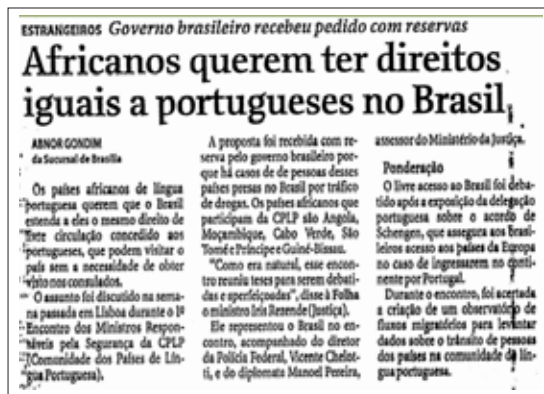 ESTRANGEIROS Governo brasileiro recebeu pedido com reservas
Africanos querem ter direitos
iguais a portugueses no Brasil
ABNOR GONDIM
da Sucursal de Brasília
Os países africanos de língua
portuguesa querem que o Brasil
estenda a eles o mesmo direito de
livre circulação concedido aos
portugueses, que podem visitar o
país sem a necessidade de obter
visto nos consulados.
O assunto foi discutido na sema-
na passada em Lisboa durante o 1º
Encontro dos Ministros Respon-
sáveis pela Segurança da CPLP
(Comunidade dos Países de Lín-
gua Portuguesa).
A proposta foi recebida com re-
serva pelo governo brasileiro por-
que há casos de de pessoas desses
países presas no Brasil por tráfico
de drogas. Os países africanos que
participam da CPLP são Angola,
Moçambique, Cabo Verde, São
Tomé e Príncipe e Guiné-Bissau.
"Como era natural, esse encon-
tro reuniu teses para serem debati-
das e aperfeiçoadas", disse à Folha
o ministro Iris Rezende (Justiça).
Ele representou o Brasil no en-
contro, acompanhado do diretor
da Polícia Federal, Vicente Chelot-
ti, e do diplomata Manoel Pereira,
assessor do Ministério da Justiça.
Ponderação
O livre acesso ao Brasil foi deba-
tido após a exposição da delegação
portuguesa sobre o acordo de
Schengen, que assegura aos Brasi-
leiros acesso aos países da Europa
no caso de ingressarem no conti-
nente por Portugal.
Durante o encontro, foi acertada
a criação de um observatório de
fluxos migratórios para levantar
dados sobre o trânsito de pessoas
dos países na comunidade de lín-
gua portuguesa.